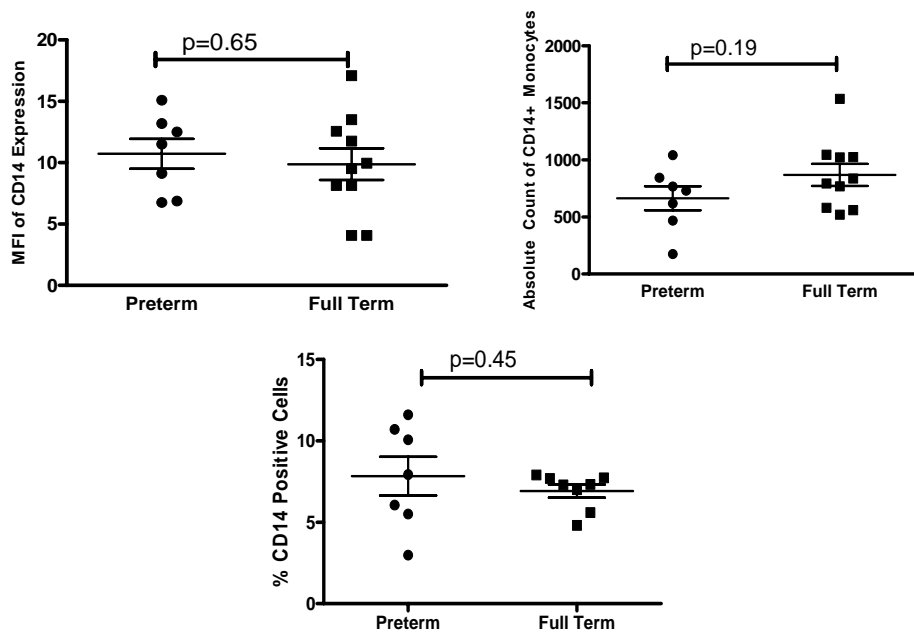 MFI of CD14 Expression
20
15
10
5
0
p=0.65
Preterm Full Term
Absolute Count of CD14+ Monocytes
2000
1500
1000
500
0
p=0.19
Preterm Full Term
% CD14 Positive Cells
15
10
5
0
p=0.45
Preterm Full Term